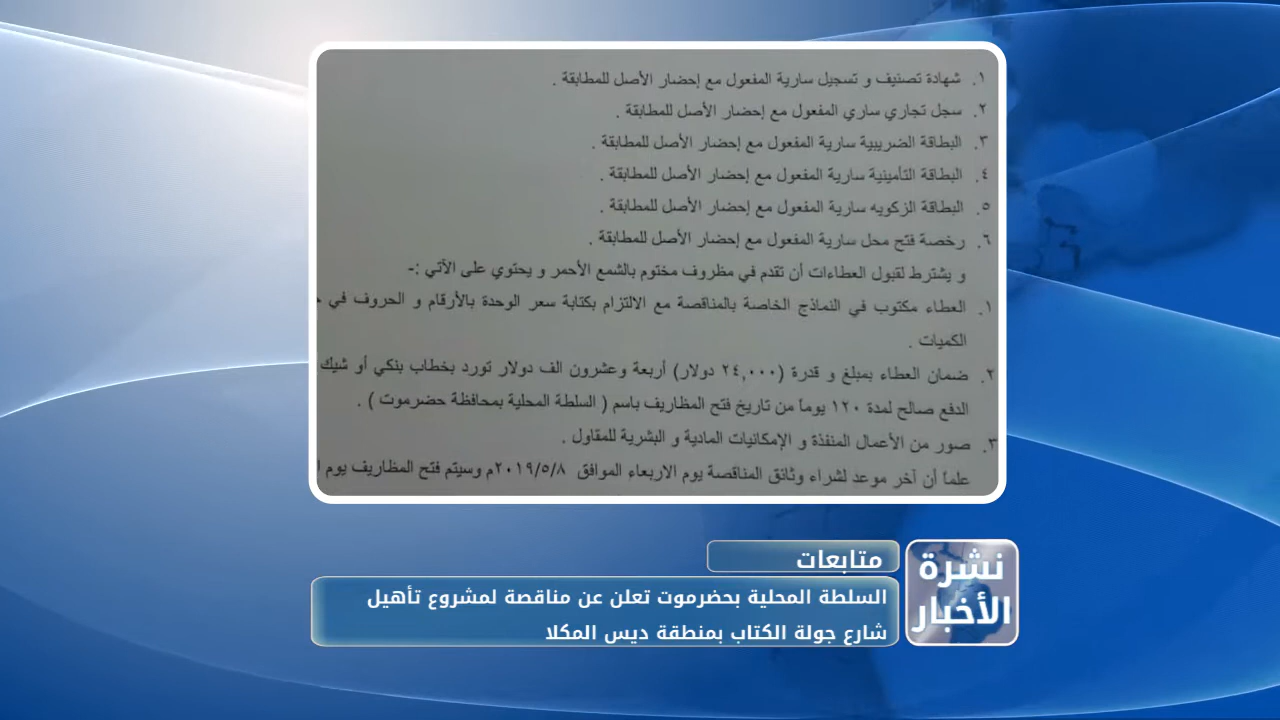 ١. شهادة تصنيف و تسجيل سارية المفعول مع إحضار الأصل للمطابقة .
٢. سجل تجاري ساري المفعول مع إحضار الأصل للمطابقة .
٣. البطاقة الضريبية سارية المفعول مع إحضار الأصل للمطابقة .
٤. البطاقة التأمينية سارية المفعول مع إحضار الأصل للمطابقة .
٥. البطاقة الزكويه سارية المفعول مع إحضار الأصل للمطابقة .
٦. رخصة فتح محل سارية المفعول مع إحضار الأصل للمطابقة .
و يشترط لقبول العطاءات أن تقدم في مظروف مختوم بالشمع الأحمر و يحتوي على الآتي :-
١. العطاء مكتوب في النماذج الخاصة بالمناقصة مع الالتزام بكتابة سعر الوحدة بالأرقام و الحروف في
الكميات .
٢. ضمان العطاء بمبلغ و قدرة (٢٤,٠٠٠ دولار) أربعة وعشرون الف دولار تورد بخطاب بنكي أو شيك
الدفع صالح لمدة ١٢٠ يوماً من تاريخ فتح المظاريف باسم ( السلطة المحلية بمحافظة حضرموت ) .
٣. صور من الأعمال المنفذة و الإمكانيات المادية و البشرية للمقاول .
علماً أن آخر موعد لشراء وثائق المناقصة يوم الاربعاء الموافق ٢٠١٩/٥/٨م وسيتم فتح المظاريف يوم
متابعات
نشرة
الأخبار
السلطة المحلية بحضرموت تعلن عن مناقصة لمشروع تأهيل
شارع جولة الكتاب بمنطقة ديس المكلا